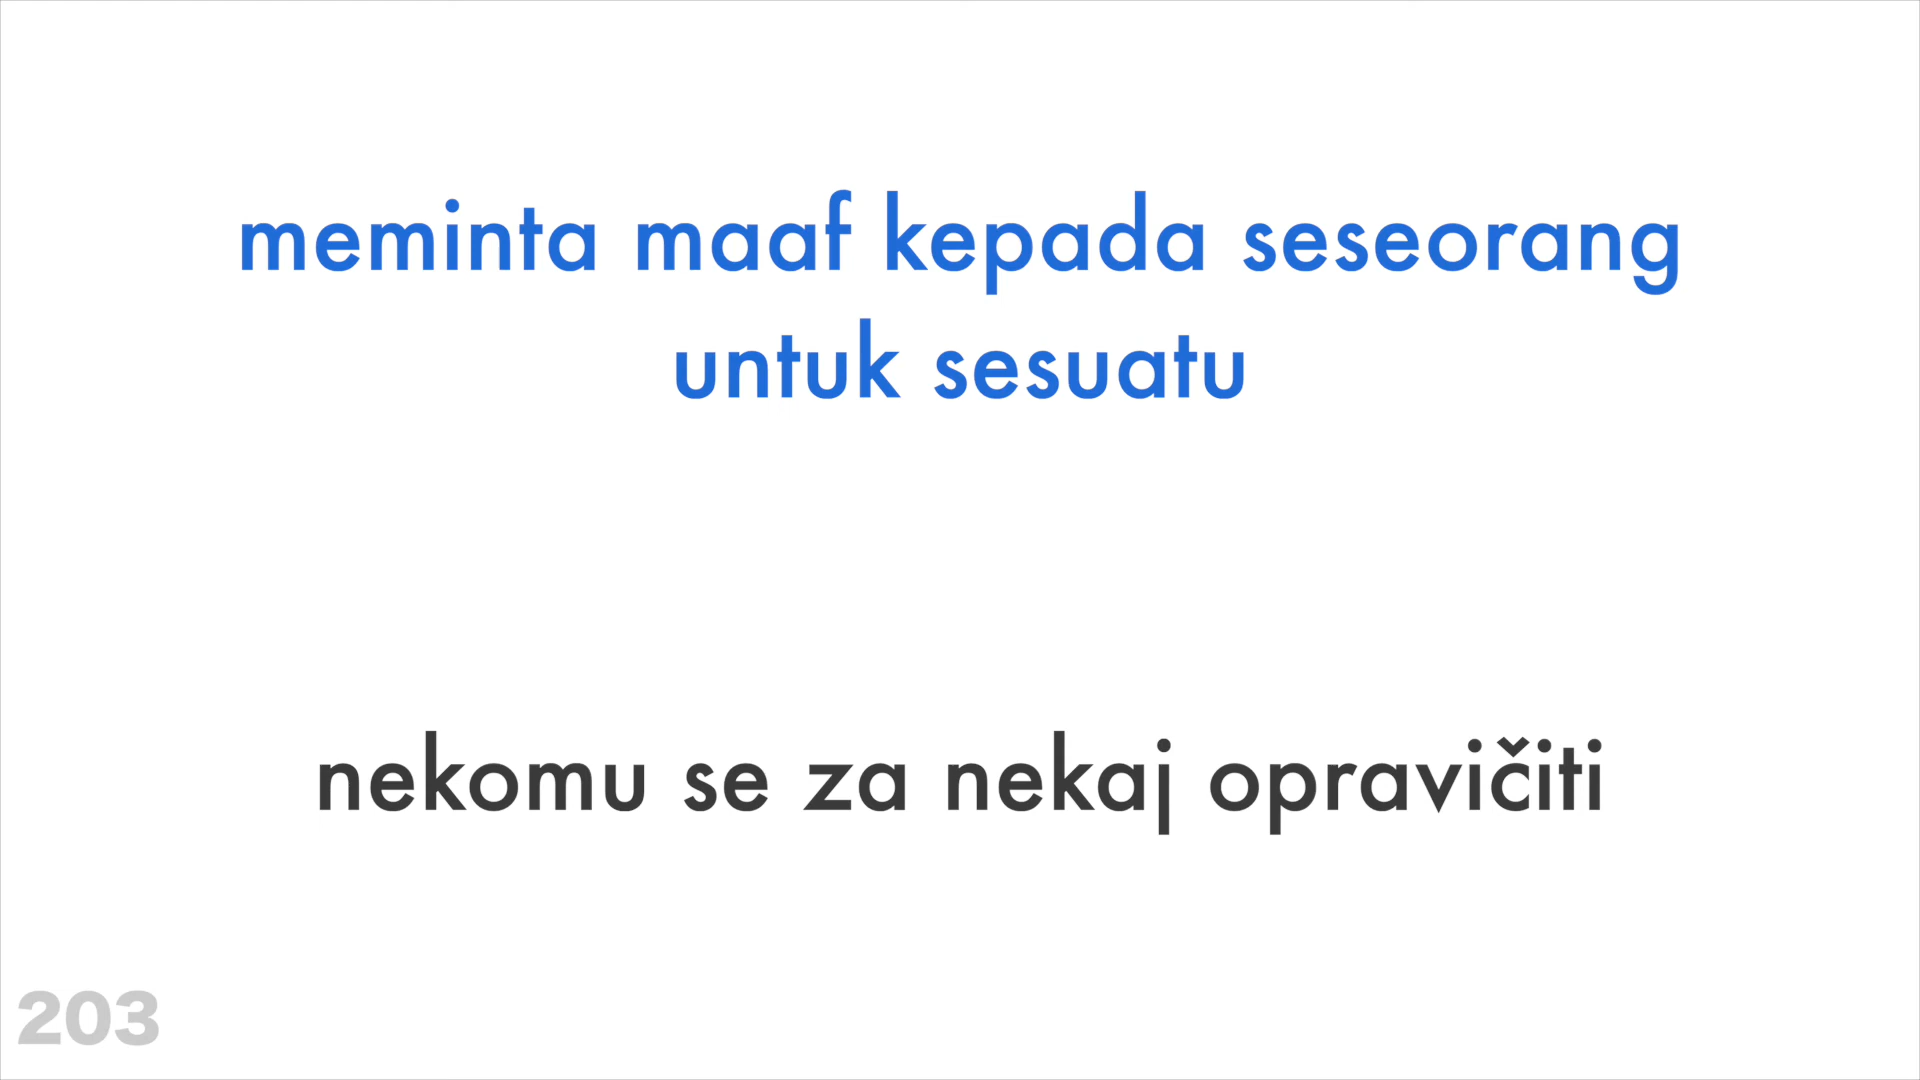 meminta maaf kepada seseorang
untuk sesuatu
nekomu se za nekaj opravičiti
203